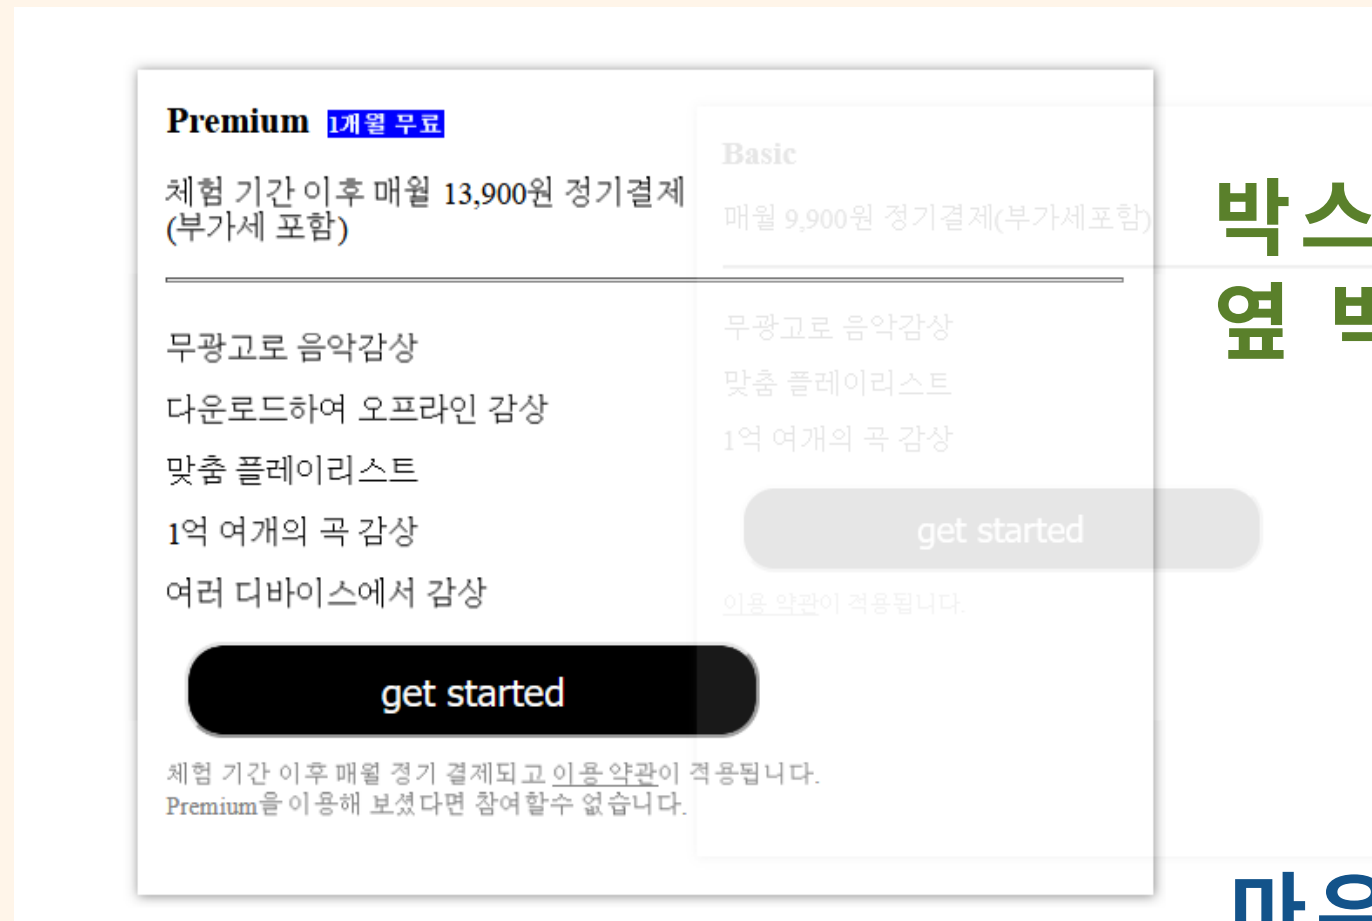 Premium 1개월 무료
체험 기간 이후 매월 13,900원 정기결제
(부가세 포함)
무광고로 음악감상
다운로드하여 오프라인 감상
맞춤 플레이리스트
1억 여개의 곡 감상
여러 디바이스에서 감상
get started
체험 기간 이후 매월 정기 결제되고 이용 약관이 적용됩니다.
Premium을 이용해 보셨다면 참여할수 없습니다.
Basic
매월 9,900원 정기결제(부가세포함)
무광고로 음악감상
맞춤 플레이리스트
1억 여개의 곡 감상
get started
이용 약관이 적용됩니다.
박스
옆